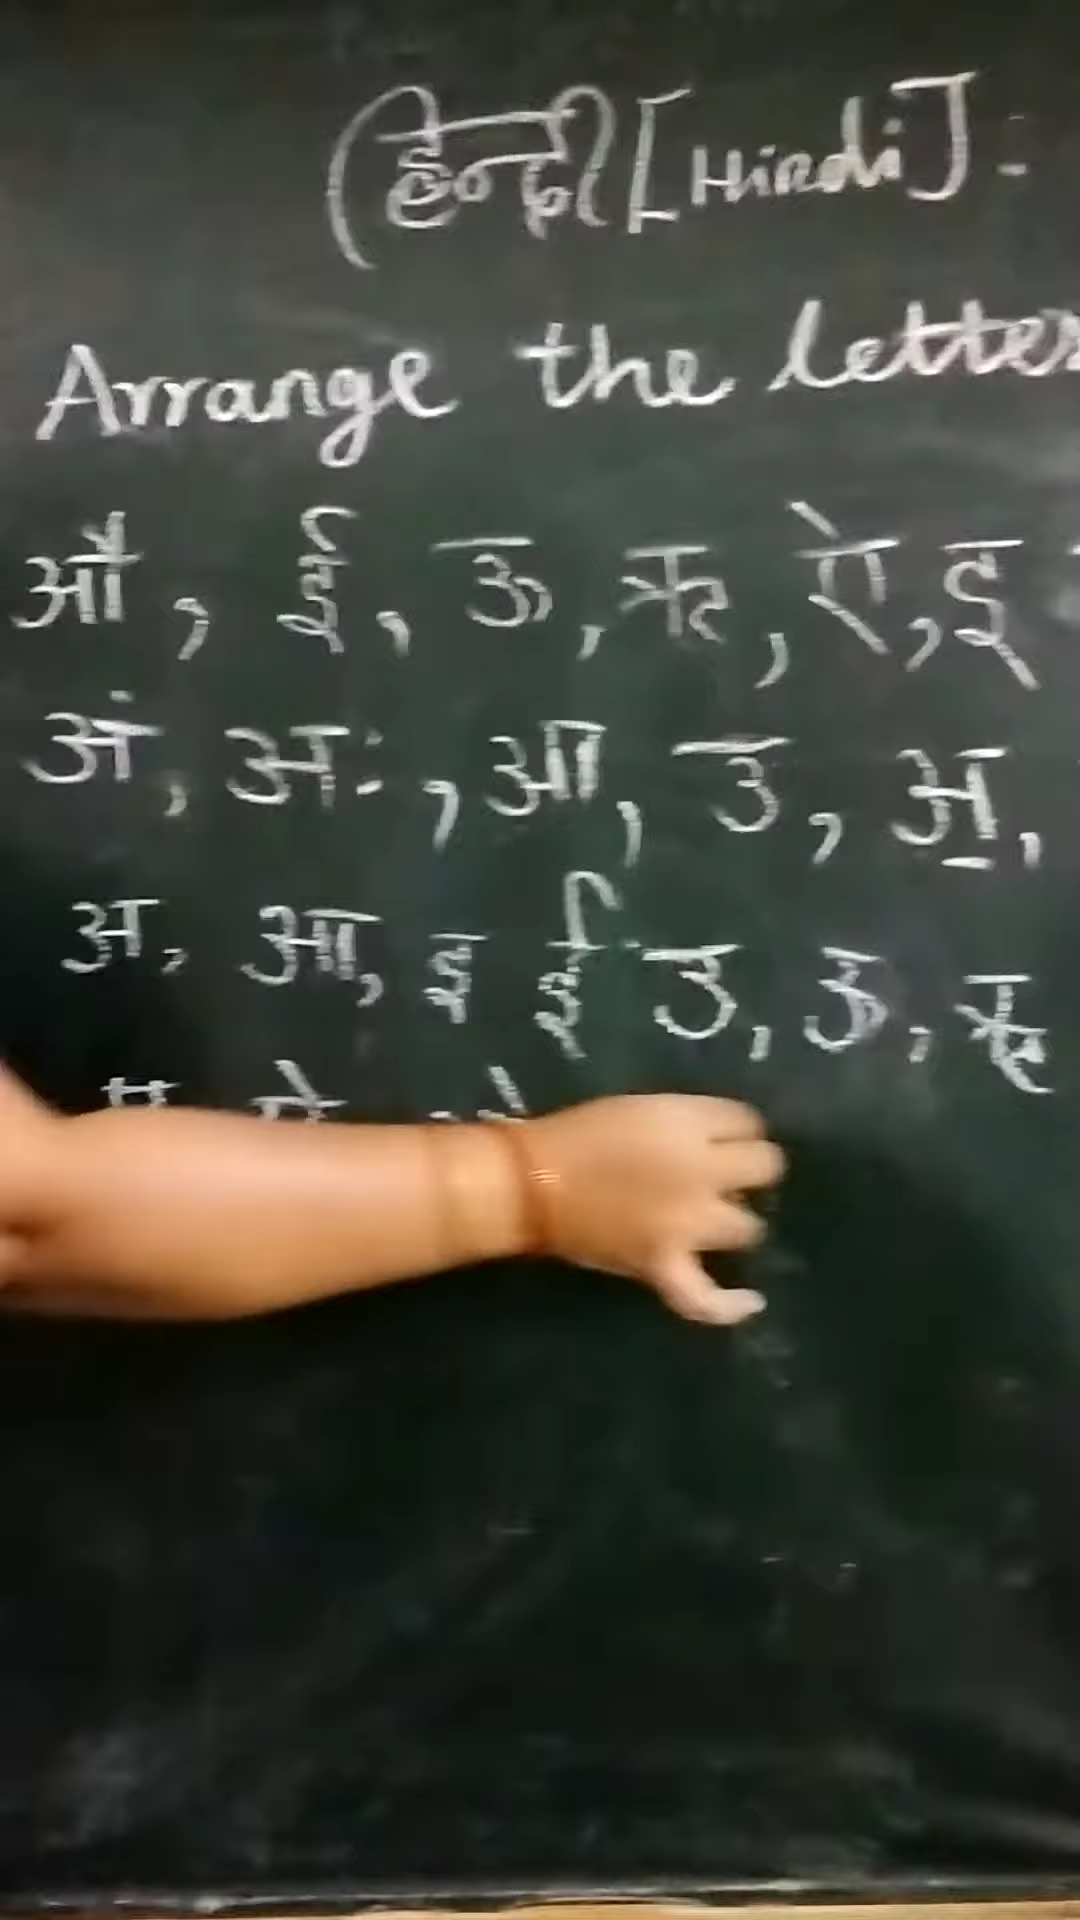 (हिन्दी) [Hindi] :
Arrange the letter
औ, ई, ऊ, ऋ, ऐ, इ
अं, अः, आ, उ, अ,
अ, आ, इ ई उ, ऊ, ऋ